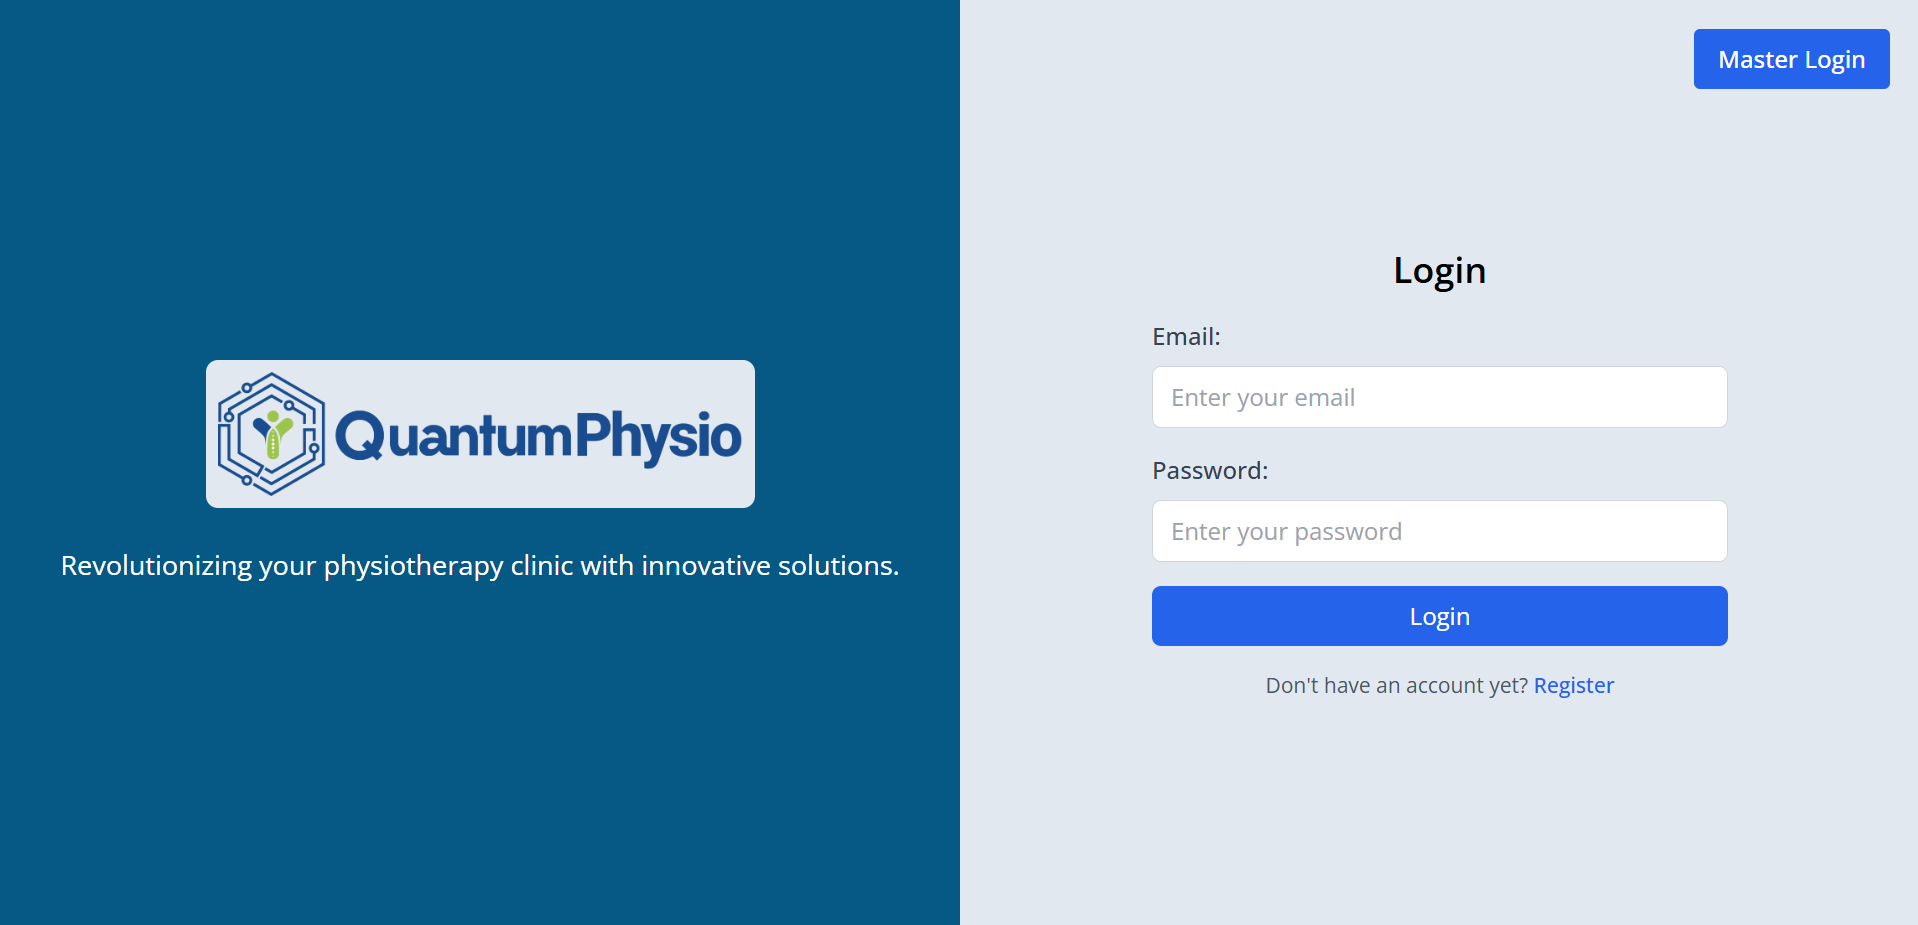 QuantumPhysio
Revolutionizing your physiotherapy clinic with innovative solutions.
Master Login
Login
Email:
Enter your email
Password:
Enter your password
Login
Don't have an account yet? Register